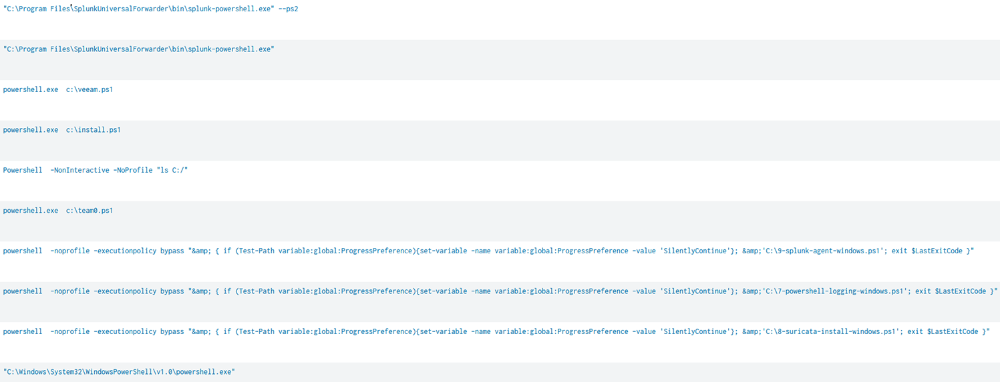 "C:\Program Files\SplunkUniversalForwarder\bin\splunk-powershell.exe" --ps2
"C:\Program Files\SplunkUniversalForwarder\bin\splunk-powershell.exe"
powershell.exe  c:\veeam.ps1
powershell.exe  c:\install.ps1
Powershell  -NonInteractive -NoProfile "ls C:/"
powershell.exe  c:\team0.ps1
powershell  -noprofile -executionpolicy bypass "&amp; { if (Test-Path variable:global:ProgressPreference){set-variable -name variable:global:ProgressPreference -value 'SilentlyContinue'}; &amp;'C:\9-splunk-agent-windows.ps1'; exit $LastExitCode }"
powershell  -noprofile -executionpolicy bypass "&amp; { if (Test-Path variable:global:ProgressPreference){set-variable -name variable:global:ProgressPreference -value 'SilentlyContinue'}; &amp;'C:\7-powershell-logging-windows.ps1'; exit $LastExitCode }"
powershell  -noprofile -executionpolicy bypass "&amp; { if (Test-Path variable:global:ProgressPreference){set-variable -name variable:global:ProgressPreference -value 'SilentlyContinue'}; &amp;'C:\8-suricata-install-windows.ps1'; exit $LastExitCode }"
"C:\Windows\System32\WindowsPowerShell\v1.0\powershell.exe"